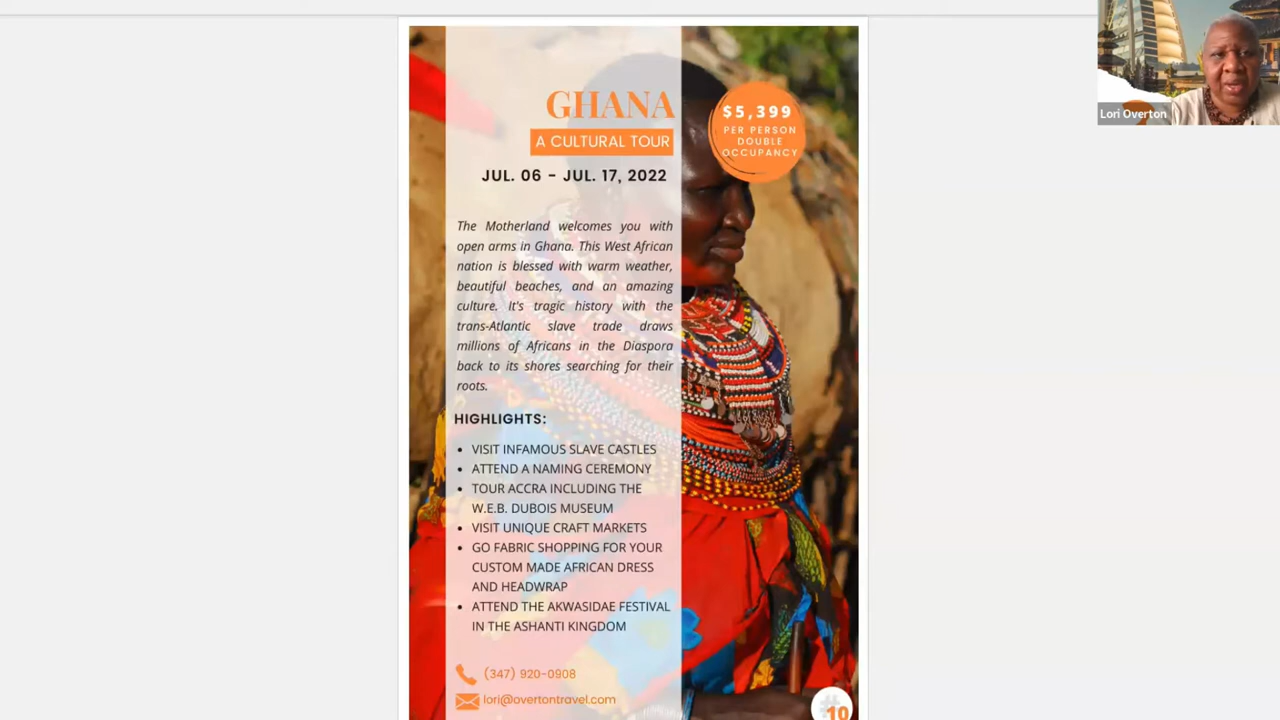 Lori Overton
GHANA
A CULTURAL TOUR
JUL. 06 - JUL. 17, 2022
$5,399
PER PERSON
DOUBLE
OCCUPANCY
The Motherland welcomes you with
open arms in Ghana. This West African
nation is blessed with warm weather,
beautiful beaches, and an amazing
culture. It's tragic history with the
trans-Atlantic slave trade draws
millions of Africans in the Diaspora
back to its shores searching for their
roots.
HIGHLIGHTS:
• VISIT INFAMOUS SLAVE CASTLES
• ATTEND A NAMING CEREMONY
• TOUR ACCRA INCLUDING THE
W.E.B. DUBOIS MUSEUM
• VISIT UNIQUE CRAFT MARKETS
• GO FABRIC SHOPPING FOR YOUR
CUSTOM MADE AFRICAN DRESS
AND HEADWRAP
• ATTEND THE AKWASIDAE FESTIVAL
IN THE ASHANTI KINGDOM
(347) 920-0908
lori@overtontravel.com
#10